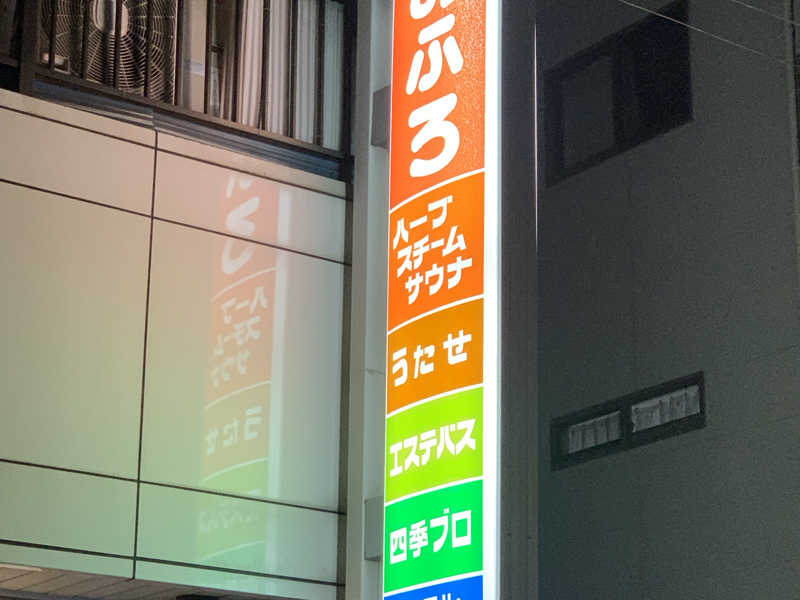 おふろ
ハーブ
スチーム
サウナ
うたせ
エステバス
四季ブロ